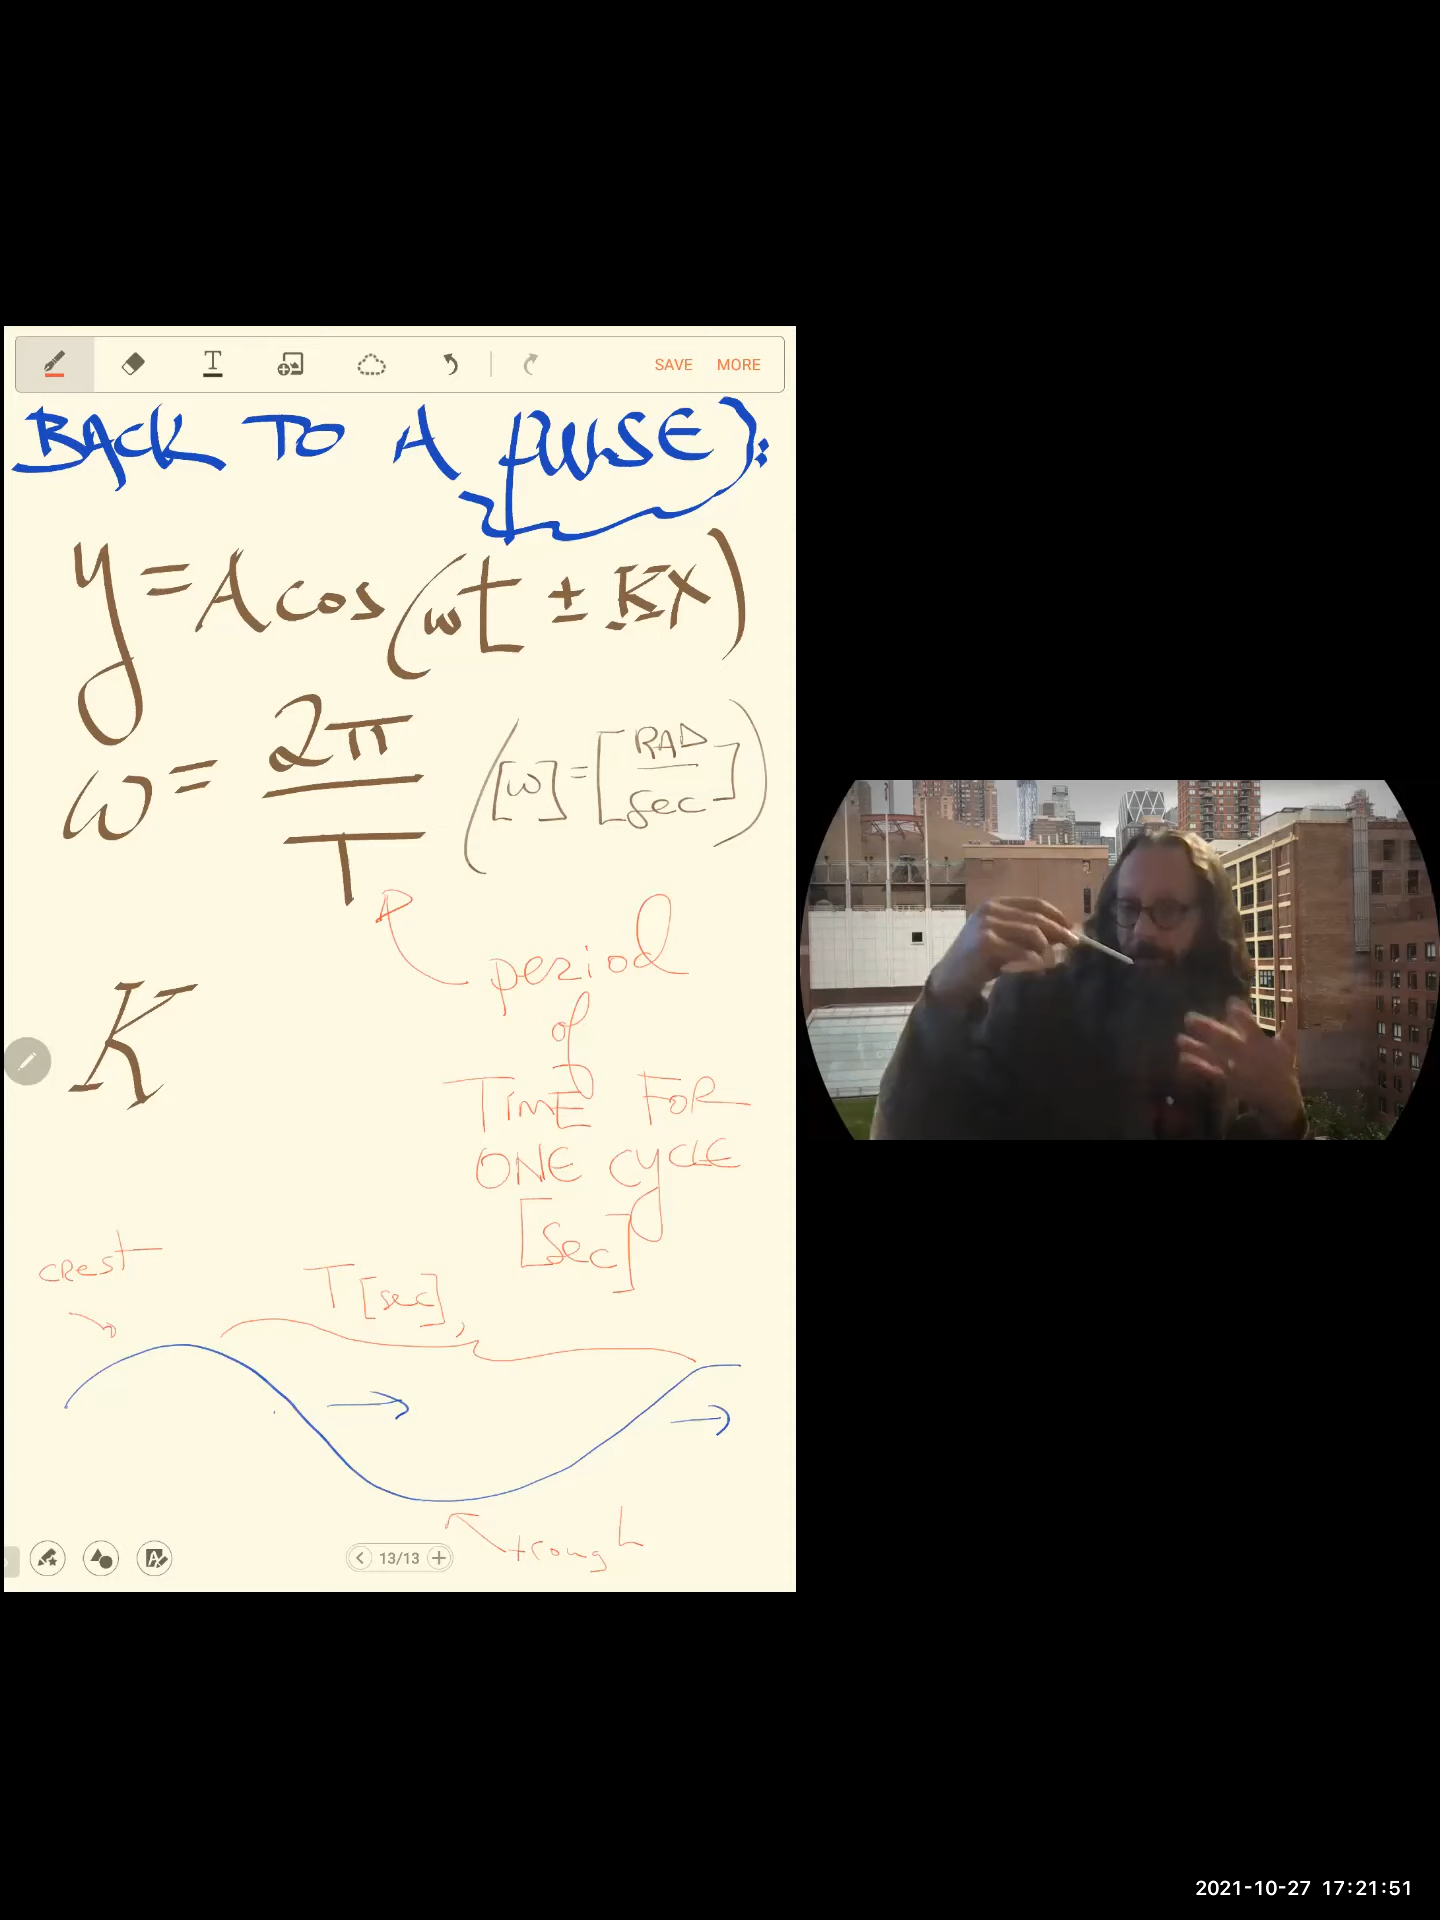 T
SAVE MORE
BACK TO A PULSE:
y = A cos(ωt ± Kx)
ω = 2π / T ([ω] = [RAD / sec])
period
of
TIME FOR
ONE CYCLE
[sec]
K
crest
T [sec],
trough
13/13
A
2021-10-27 17:21:51